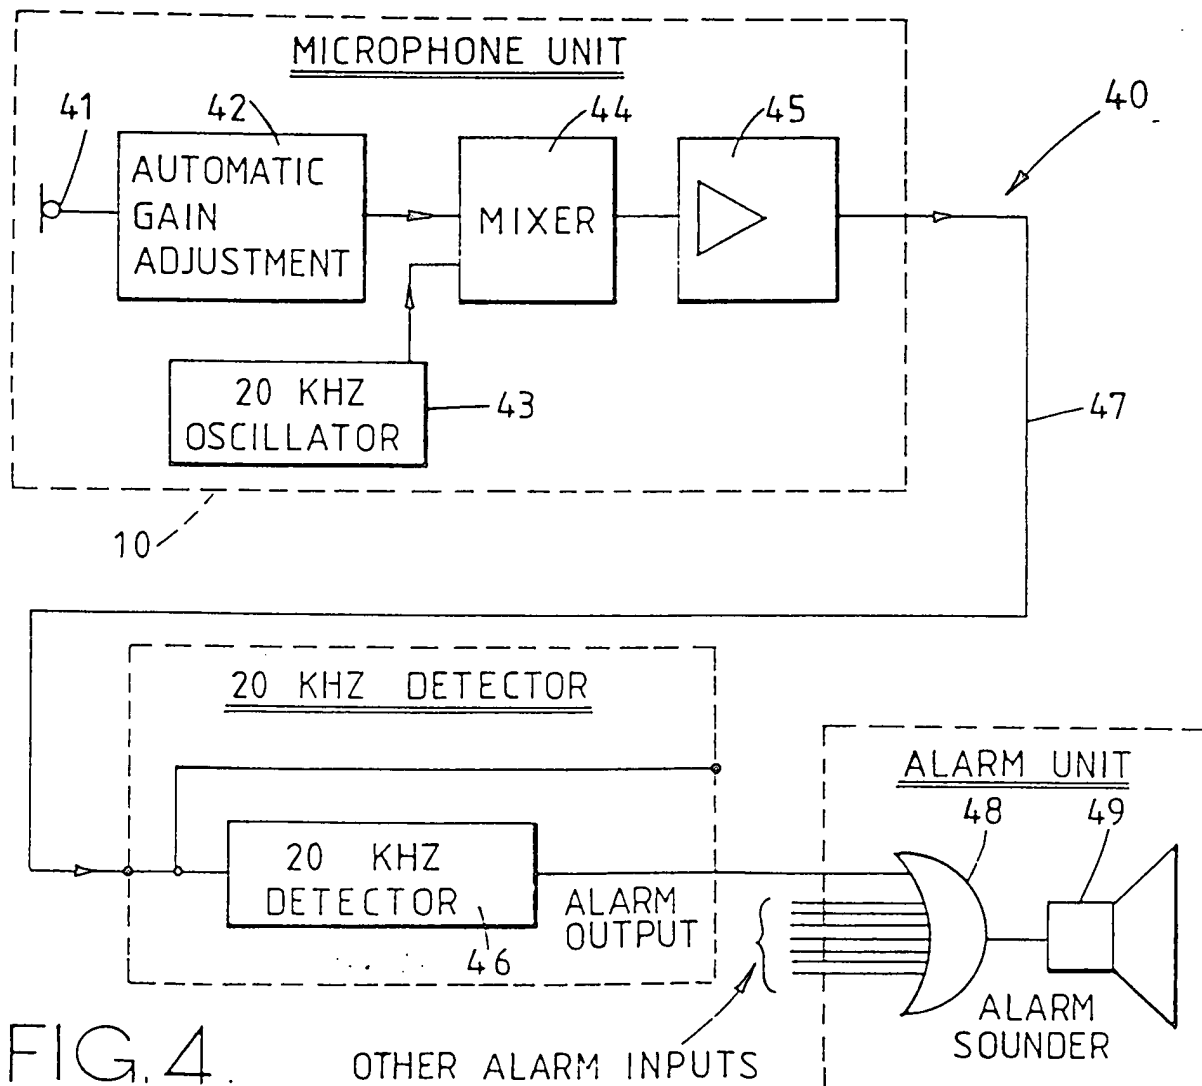 MICROPHONE UNIT
41
42
44
45
40
AUTOMATIC
GAIN
ADJUSTMENT
MIXER
20 KHZ
OSCILLATOR
43
47
10
20 KHZ DETECTOR
ALARM UNIT
48
49
20 KHZ
DETECTOR
46
ALARM
OUTPUT
ALARM
SOUNDER
OTHER ALARM INPUTS
FIG. 4.